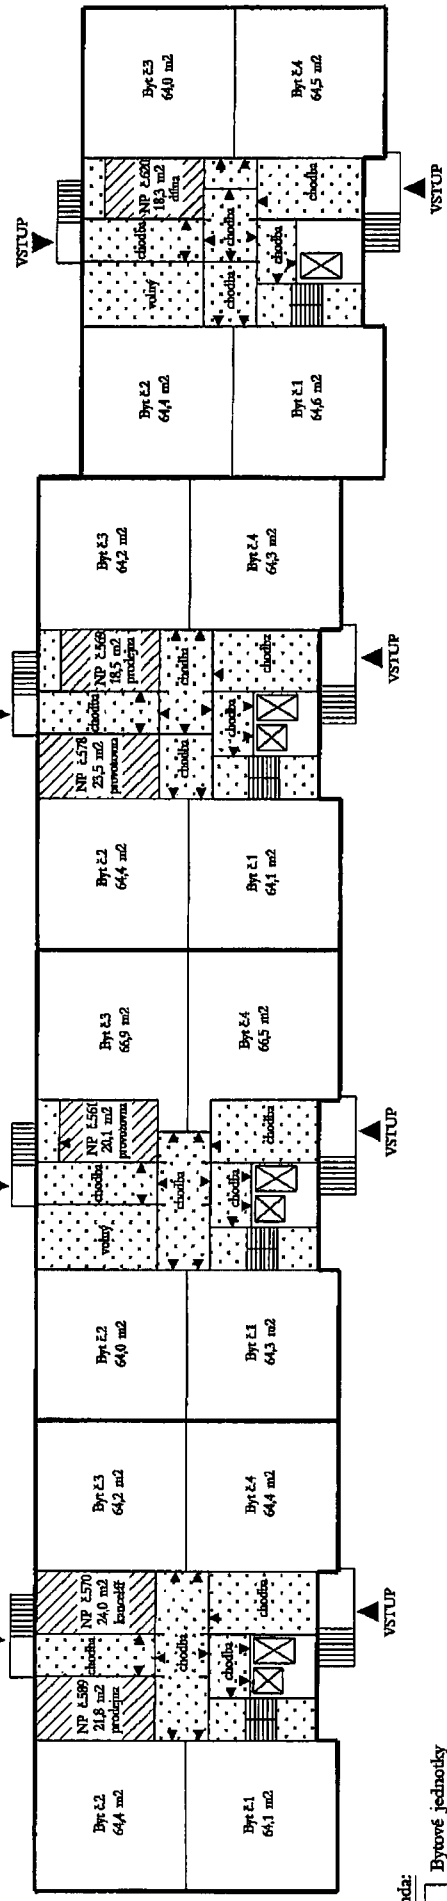 VSTUP
Byt č.2
64,4 m2
NP č.589
21,8 m2
prodejna
chodba
NP č.570
24,0 m2
kancelář
Byt č.3
64,2 m2
Byt č.2
64,0 m2
volný
chodba
NP č.561
20,1 m2
provozovna
Byt č.3
66,9 m2
Byt č.2
64,4 m2
NP č.578
23,5 m2
provozovna
chodba
NP č.569
18,5 m2
prodejna
Byt č.3
64,2 m2
Byt č.2
64,4 m2
volný
chodba
NP č.620
18,3 m2
dílna
Byt č.3
64,0 m2
chodba
chodba
chodba
chodba
chodba
chodba
Byt č.1
64,1 m2
chodba
chodba
Byt č.4
64,4 m2
Byt č.1
64,3 m2
chodba
chodba
Byt č.4
66,5 m2
Byt č.1
64,1 m2
chodba
chodba
Byt č.4
64,3 m2
Byt č.1
64,6 m2
chodba
chodba
Byt č.4
64,5 m2
VSTUP
VSTUP
VSTUP
VSTUP
Bytové jednotky